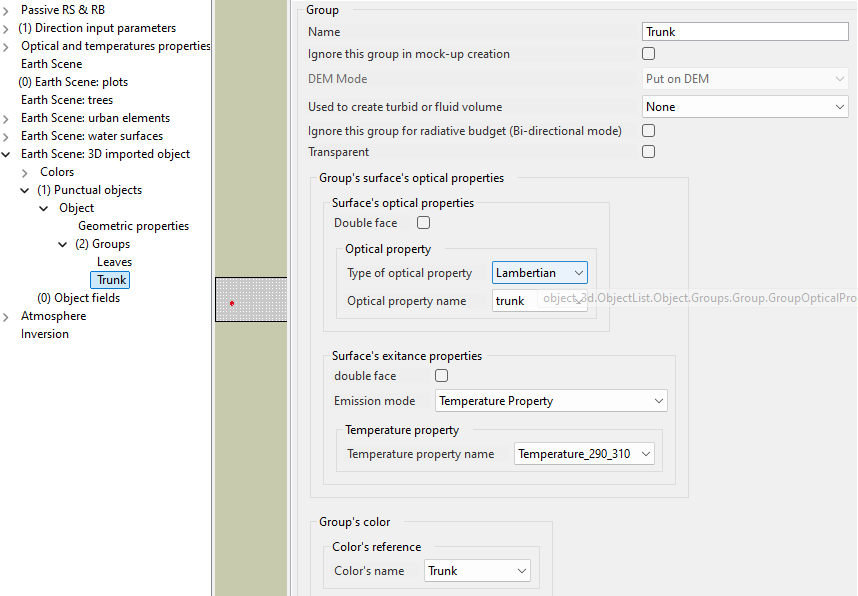 Passive RS & RB
(1) Direction input parameters
Optical and temperatures properties
Earth Scene
(0) Earth Scene: plots
Earth Scene: trees
Earth Scene: urban elements
Earth Scene: water surfaces
Earth Scene: 3D imported object
Colors
(1) Punctual objects
Object
Geometric properties
(2) Groups
Leaves
Trunk
(0) Object fields
Atmosphere
Inversion
Group
Name Trunk
Ignore this group in mock-up creation
DEM Mode Put on DEM
Used to create turbid or fluid volume None
Ignore this group for radiative budget (Bi-directional mode)
Transparent
Group's surface's optical properties
Surface's optical properties
Double face
Optical property
Type of optical property Lambertian
Optical property name trunk object_3d.ObjectList.Object.Groups.Group.GroupOpticalPro
Surface's exitance properties
double face
Emission mode Temperature Property
Temperature property
Temperature property name Temperature_290_310
Group's color
Color's reference
Color's name Trunk